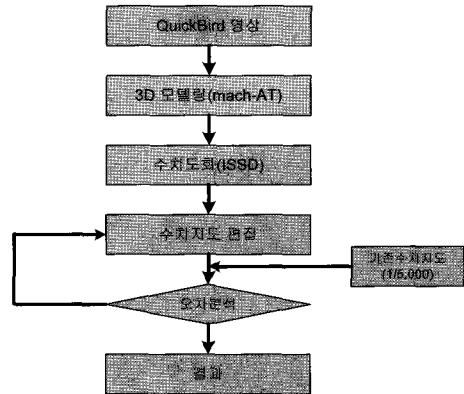 QuickBird 영상
3D 모델링(mach-AT)
수치도화(ISSD)
수치지도 편집
기존수치지도
(1/5,000)
오차분석
결과